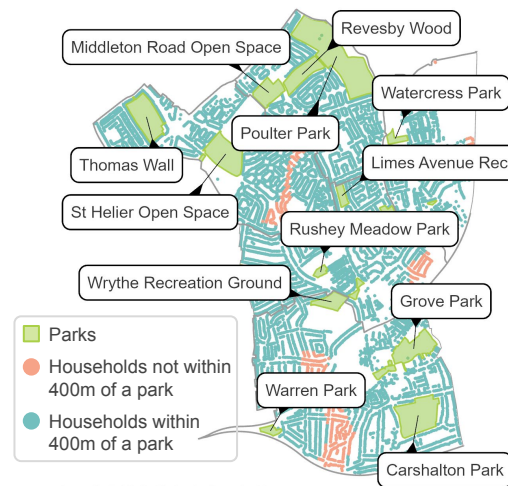 Revesby Wood
Middleton Road Open Space
Watercress Park
Poulter Park
Thomas Wall
Limes Avenue Rec
St Helier Open Space
Rushey Meadow Park
Wrythe Recreation Ground
Grove Park
Parks
Households not within
400m of a park
Households within
400m of a park
Warren Park
Carshalton Park